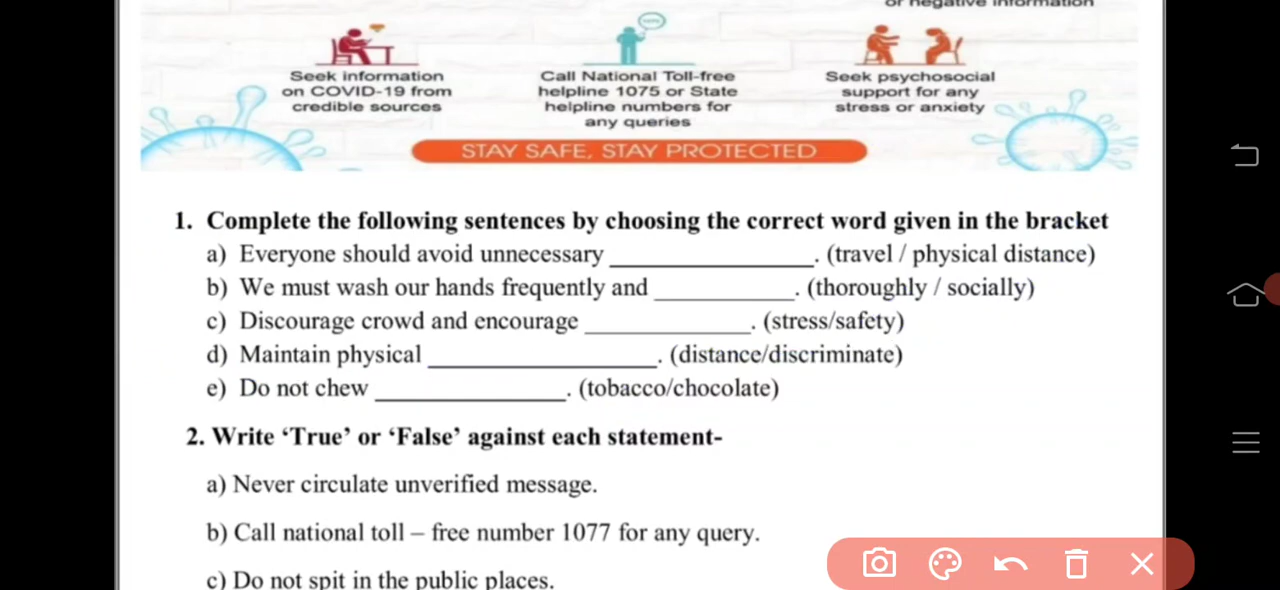 or negative information
Seek information
on COVID-19 from
credible sources
Call National Toll-free
helpline 1075 or State
helpline numbers for
any queries
Seek psychosocial
support for any
stress or anxiety
STAY SAFE, STAY PROTECTED
1. Complete the following sentences by choosing the correct word given in the bracket
a) Everyone should avoid unnecessary ________________. (travel / physical distance)
b) We must wash our hands frequently and ___________. (thoroughly / socially)
c) Discourage crowd and encourage _____________. (stress/safety)
d) Maintain physical __________________. (distance/discriminate)
e) Do not chew _______________. (tobacco/chocolate)
2. Write ‘True’ or ‘False’ against each statement-
a) Never circulate unverified message.
b) Call national toll – free number 1077 for any query.
c) Do not spit in the public places.